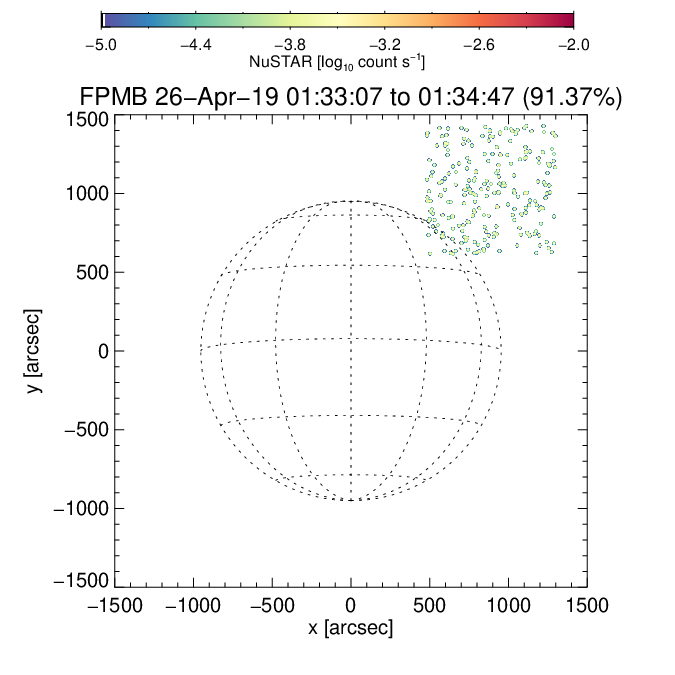 −5.0 −4.4 −3.8 −3.2 −2.6 −2.0
NuSTAR [log₁₀ count s⁻¹]
FPMB 26−Apr−19 01:33:07 to 01:34:47 (91.37%)
1500
1000
500
0
−500
−1000
−1500
y [arcsec]
−1500 −1000 −500 0 500 1000 1500
x [arcsec]